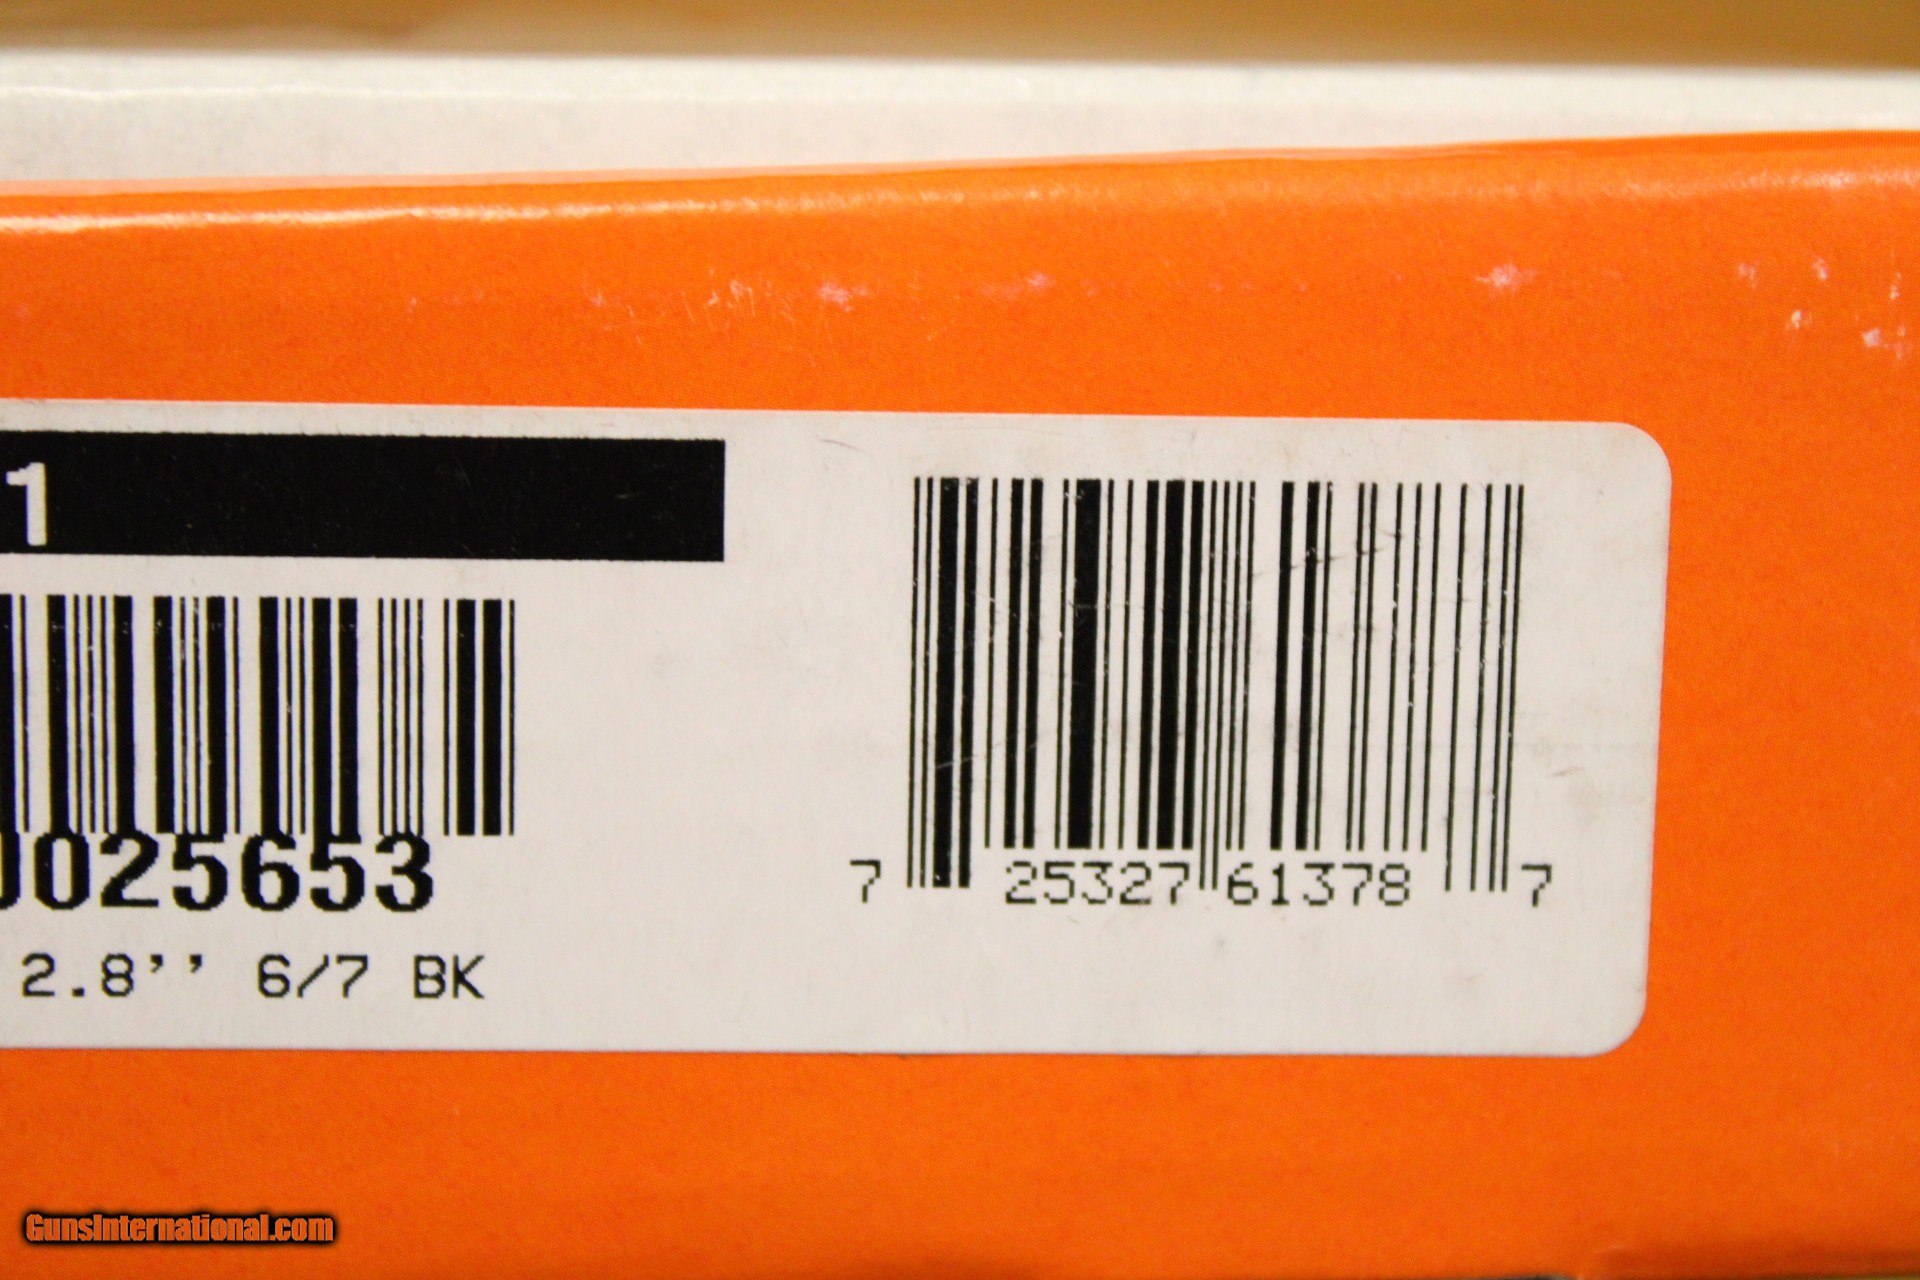 1
0025653
2.8'' 6/7 BK
7 25327 61378 7
GunsInternational.com